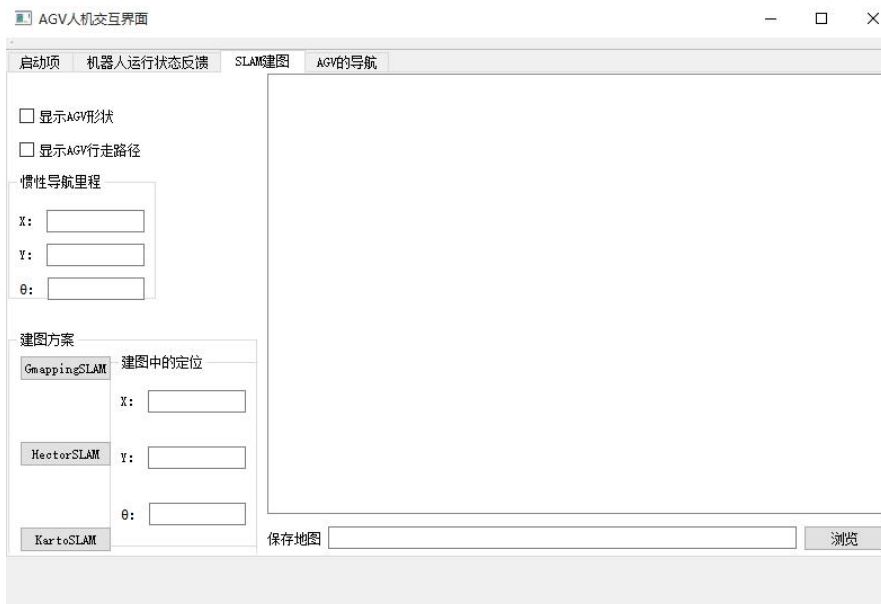 AGV人机交互界面
启动项 机器人运行状态反馈 SLAM建图 AGV的导航
显示AGV形状
显示AGV行走路径
惯性导航里程
X:
Y:
θ:
建图方案
GmappingSLAM
建图中的定位
X:
HectorSLAM
Y:
θ:
KartoSLAM
保存地图 浏览